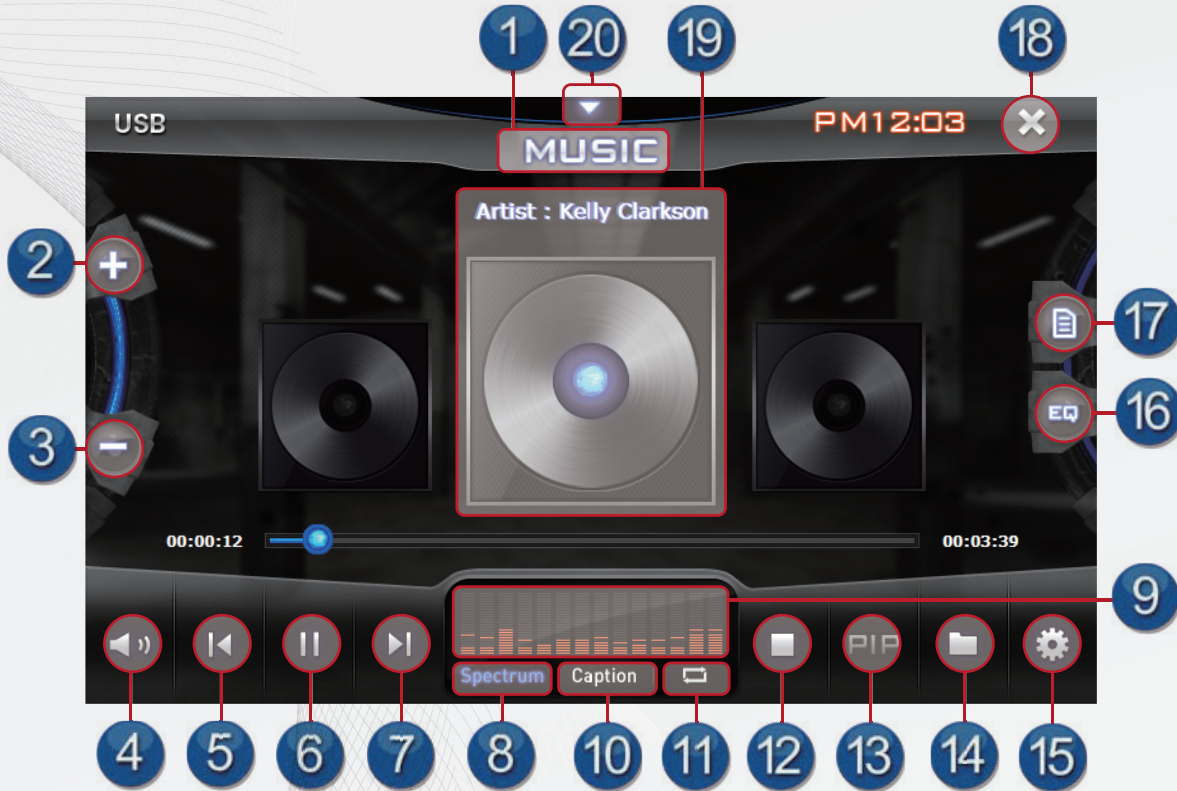 1 20 19 18
USB
PM12:03
MUSIC
Artist : Kelly Clarkson
2
17
EQ
16
3
00:00:12
00:03:39
9
PIP
Spectrum Caption
4 5 6 7 8 10 11 12 13 14 15